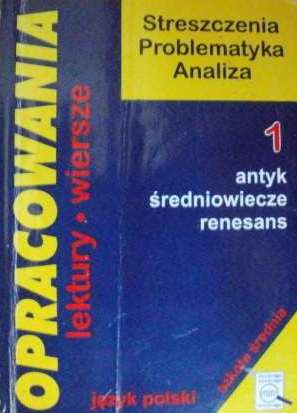 OPRACOWANIA
lektury • wiersze
Streszczenia
Problematyka
Analiza
1
antyk
średniowiecze
renesans
szkoła średnia
język polski